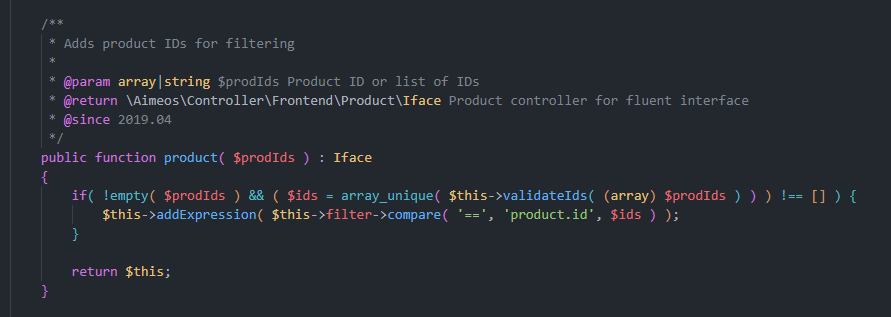 /**
 * Adds product IDs for filtering
 *
 * @param array|string $prodIds Product ID or list of IDs
 * @return \Aimeos\Controller\Frontend\Product\Iface Product controller for fluent interface
 * @since 2019.04
 */
public function product( $prodIds ) : Iface
{
    if( !empty( $prodIds ) && ( $ids = array_unique( $this->validateIds( (array) $prodIds ) ) ) !== [] ) {
        $this->addExpression( $this->filter->compare( '==', 'product.id', $ids ) );
    }

    return $this;
}